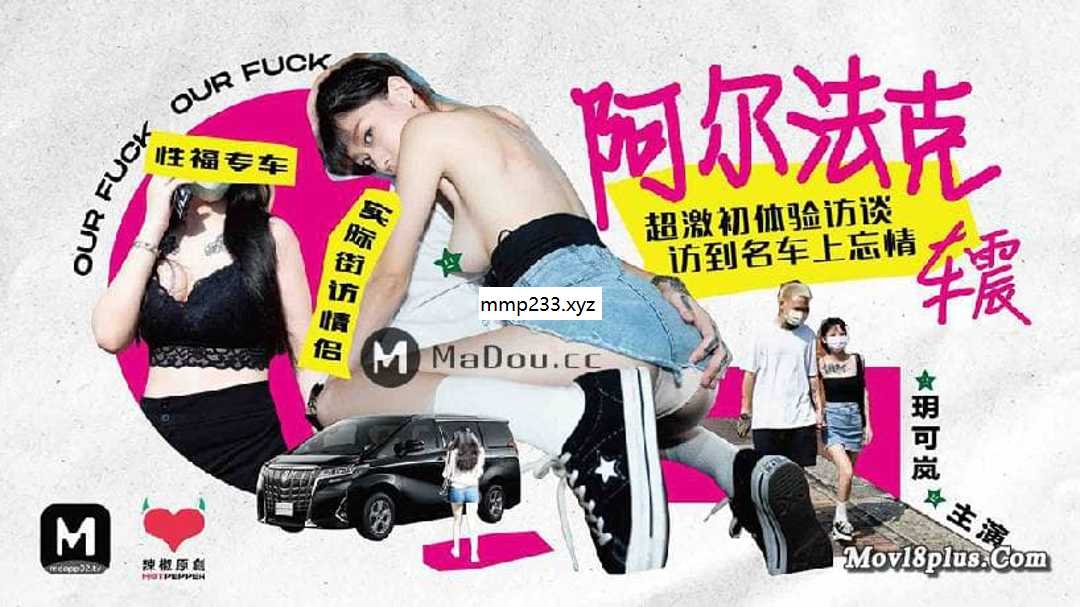 OUR FUCK OUR FUCK
性福专车
实际街访情侣
阿尔法克
超激初体验访谈
访到名车上忘情
车震
mmp233.xyz
M MaDou.cc
玥可岚
主演
M
辣椒原創
HOTPEPPER
Mov18plus.Com